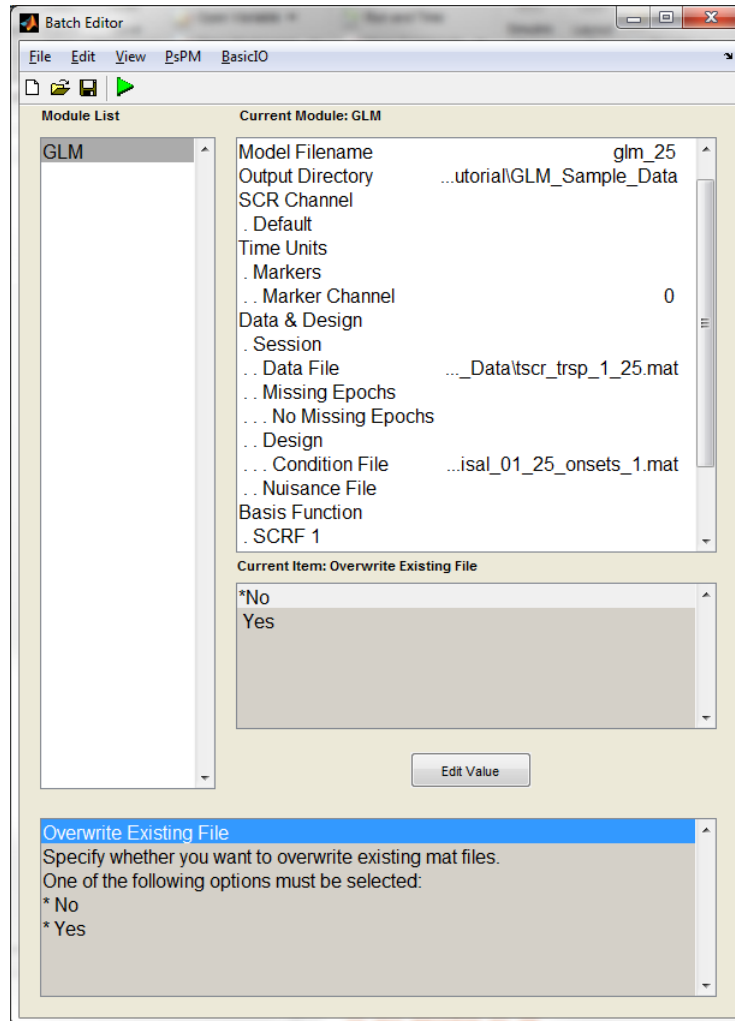 Batch Editor
File Edit View PsPM BasicIO
Module List
GLM
Current Module: GLM
Model Filename glm_25
Output Directory ...utorial\GLM_Sample_Data
SCR Channel
. Default
Time Units
. Markers
. . Marker Channel 0
Data & Design
. Session
. . Data File ..._Data\tscr_trsp_1_25.mat
. . Missing Epochs
. . . No Missing Epochs
. . Design
. . . Condition File ...isal_01_25_onsets_1.mat
. . Nuisance File
Basis Function
. SCRF 1
Current Item: Overwrite Existing File
*No
Yes
Edit Value
Overwrite Existing File
Specify whether you want to overwrite existing mat files.
One of the following options must be selected:
* No
* Yes